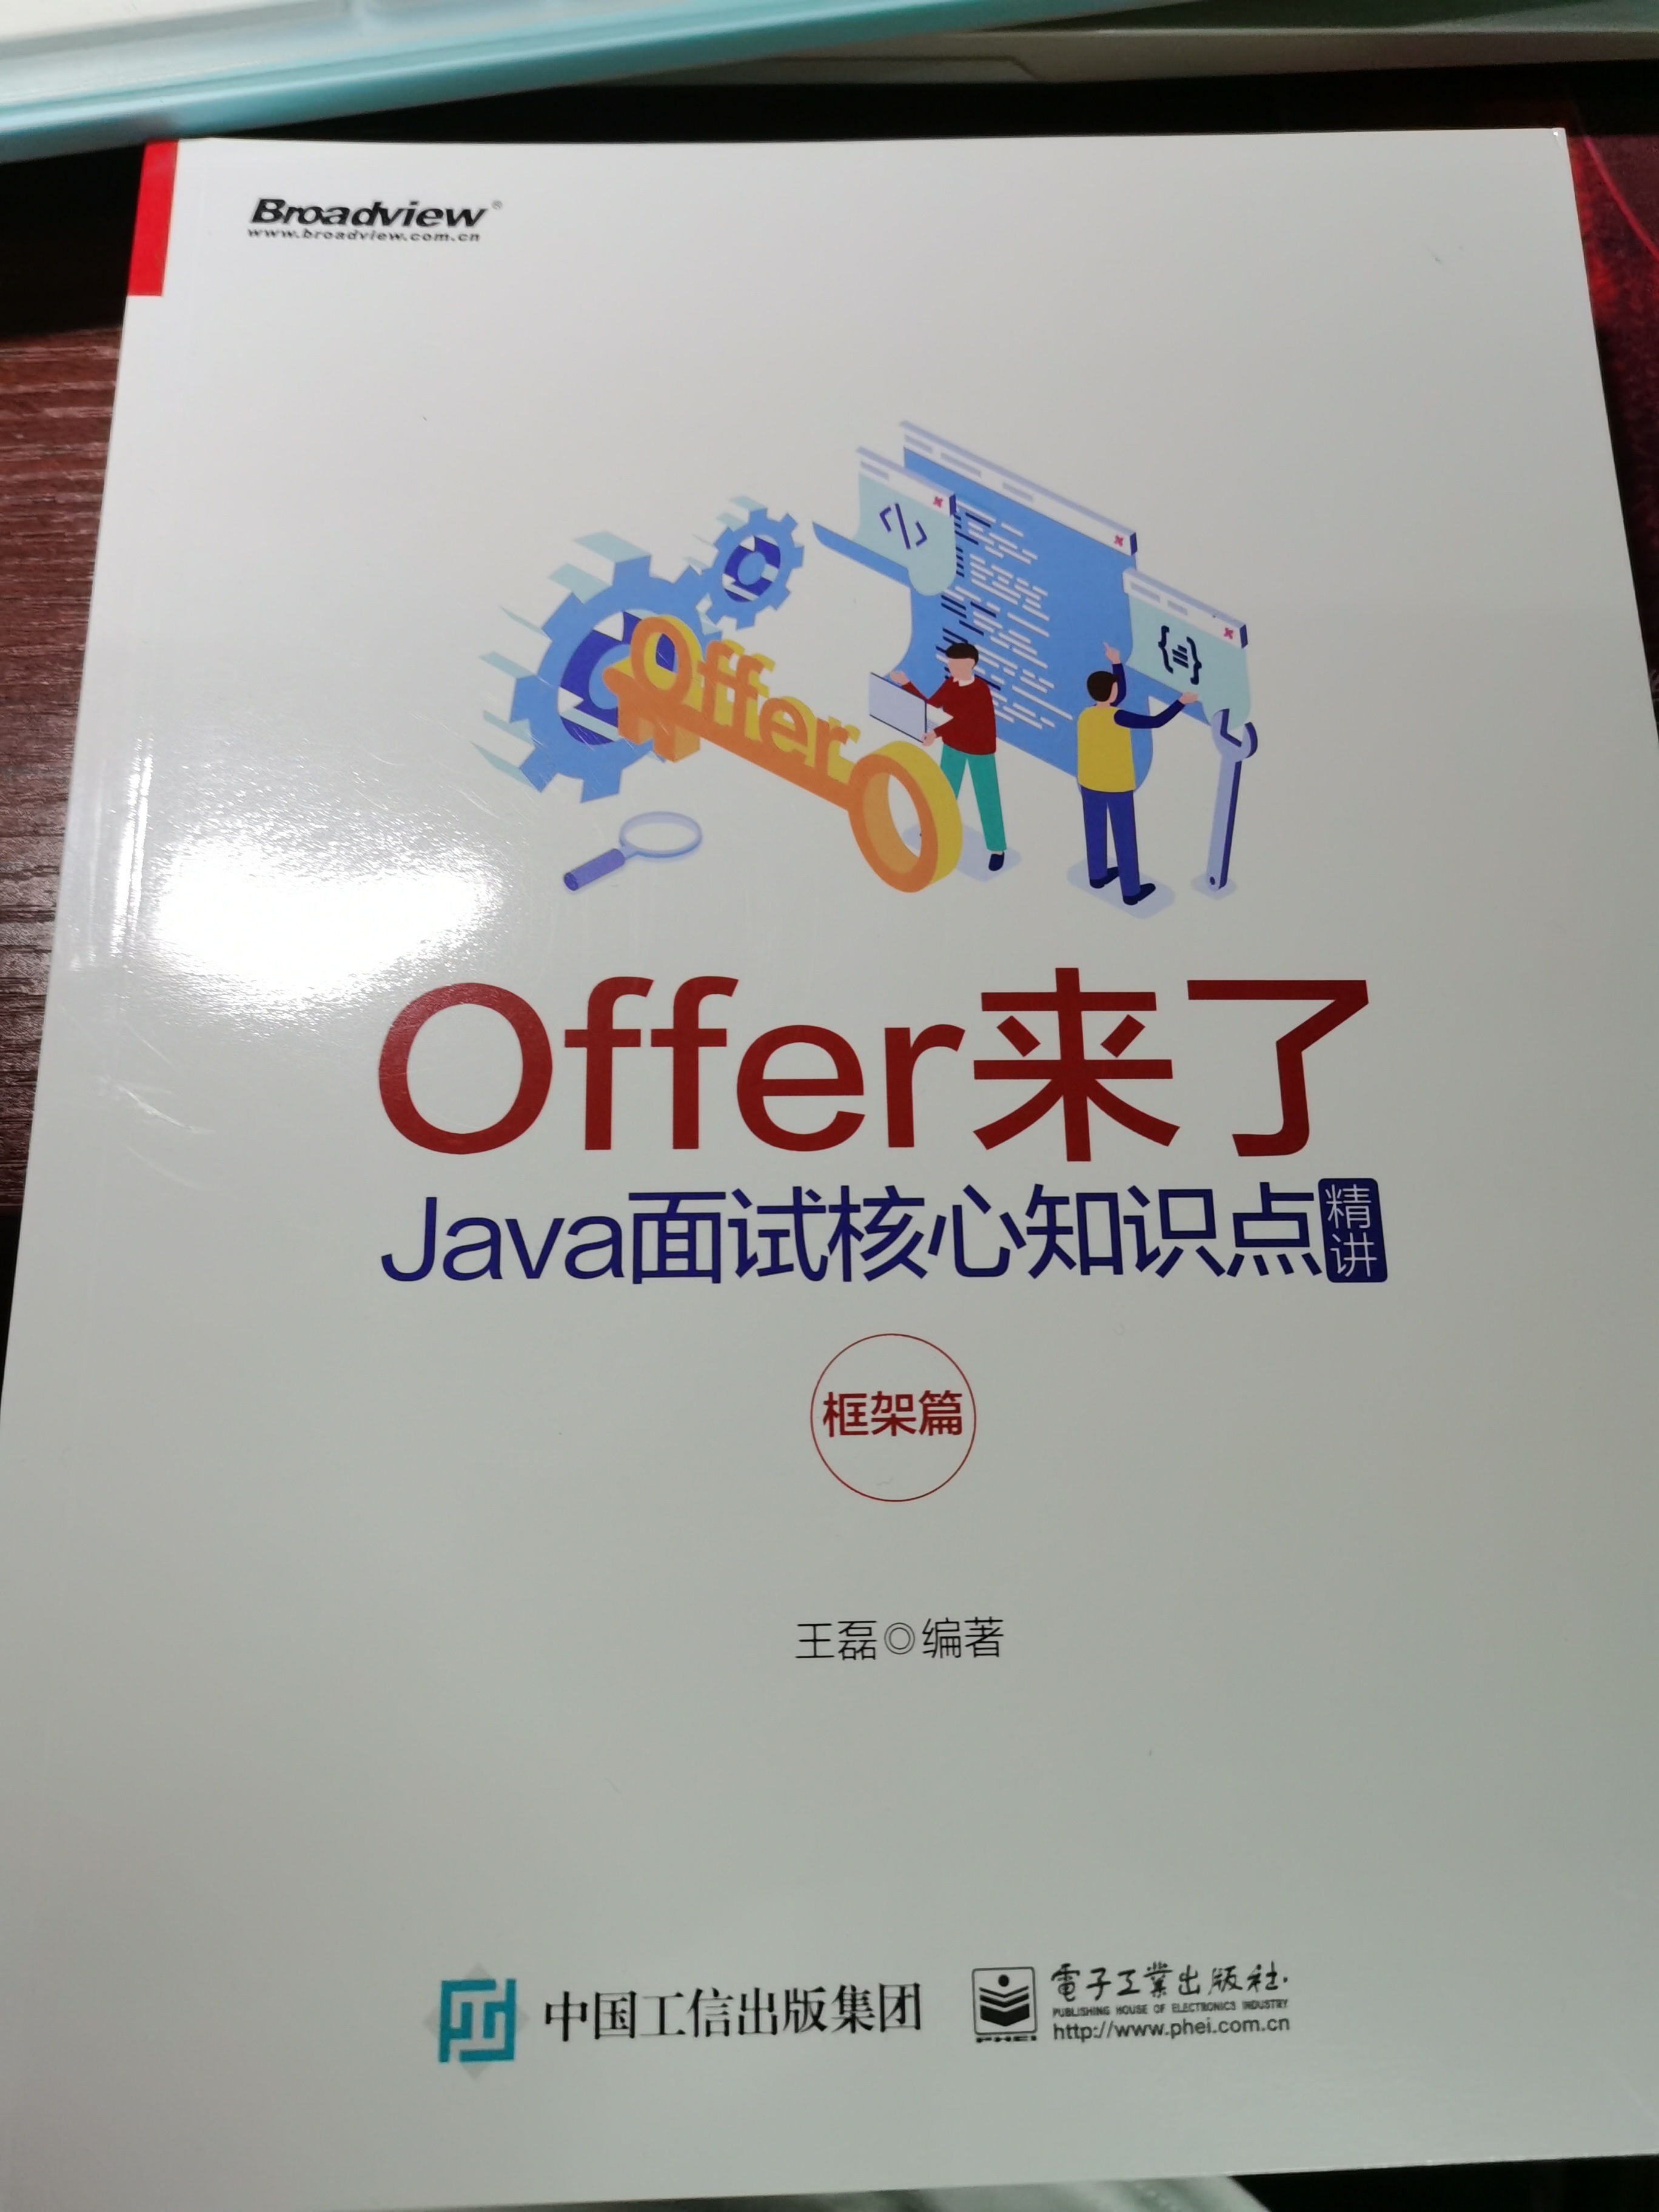 Broadview®
www.broadview.com.cn
</>
{≡}
Offer
Offer来了
Java面试核心知识点精讲
框架篇
王磊◎编著
中国工信出版集团
電子工業出版社·
PUBLISHING HOUSE OF ELECTRONICS INDUSTRY
http://www.phei.com.cn
PHEI